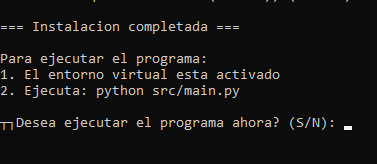 === Instalacion completada ===
Para ejecutar el programa:
1. El entorno virtual esta activado
2. Ejecuta: python src/main.py
┬┐Desea ejecutar el programa ahora? (S/N):